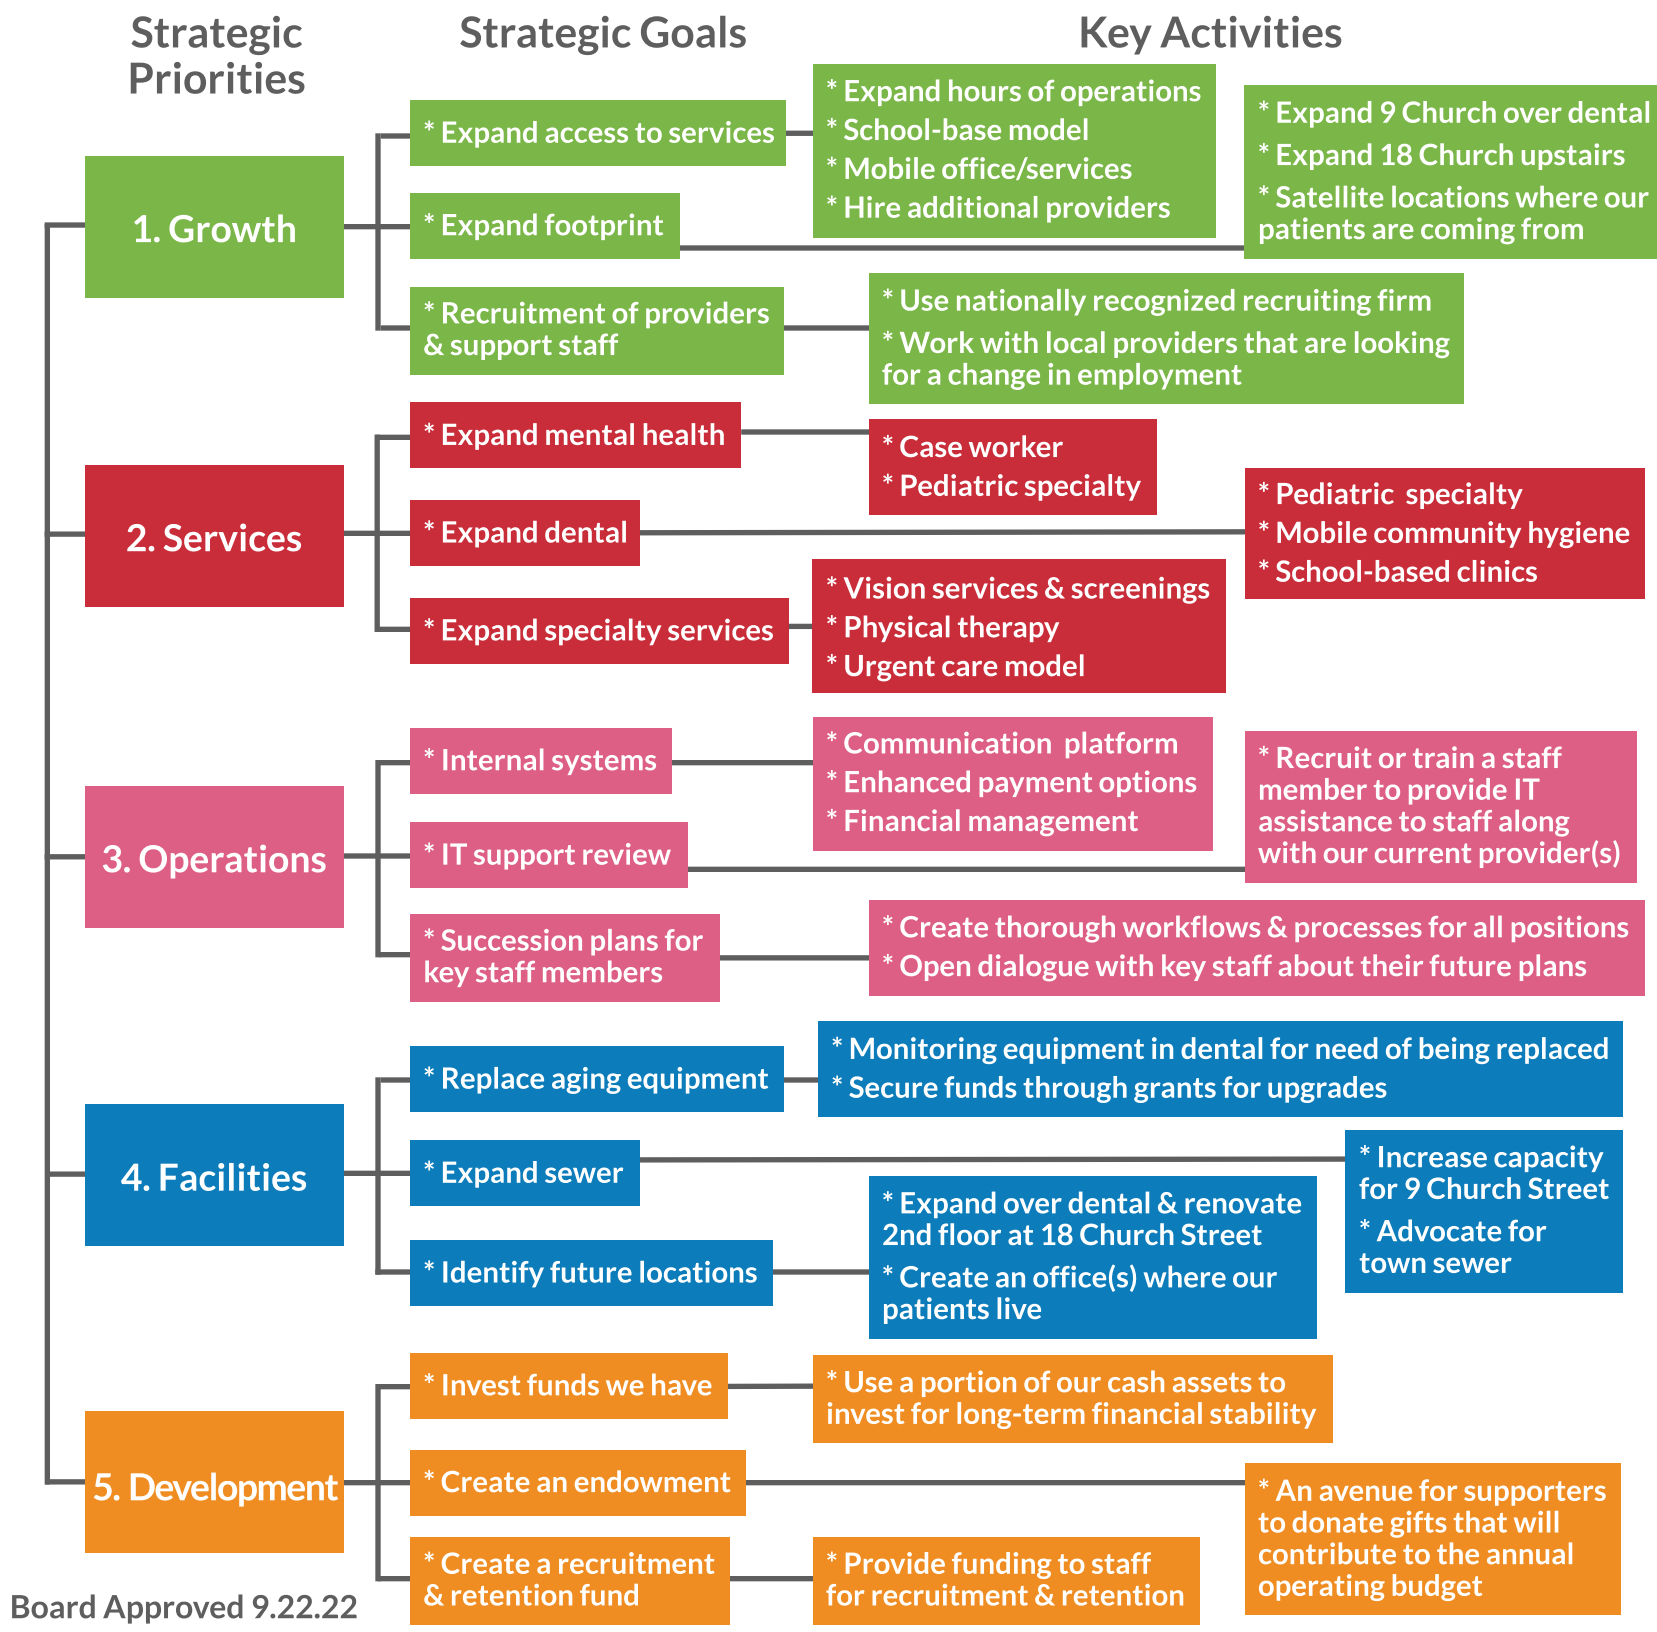 Strategic
Priorities
Strategic Goals
Key Activities
1. Growth
* Expand access to services
* Expand hours of operations
* School-base model
* Mobile office/services
* Hire additional providers
* Expand footprint
* Expand 9 Church over dental
* Expand 18 Church upstairs
* Satellite locations where our
patients are coming from
* Recruitment of providers
& support staff
* Use nationally recognized recruiting firm
* Work with local providers that are looking
for a change in employment
2. Services
* Expand mental health
* Case worker
* Pediatric specialty
* Expand dental
* Pediatric  specialty
* Mobile community hygiene
* School-based clinics
* Expand specialty services
* Vision services & screenings
* Physical therapy
* Urgent care model
3. Operations
* Internal systems
* Communication  platform
* Enhanced payment options
* Financial management
* IT support review
* Recruit or train a staff
member to provide IT
assistance to staff along
with our current provider(s)
* Succession plans for
key staff members
* Create thorough workflows & processes for all positions
* Open dialogue with key staff about their future plans
4. Facilities
* Replace aging equipment
* Monitoring equipment in dental for need of being replaced
* Secure funds through grants for upgrades
* Expand sewer
* Increase capacity
for 9 Church Street
* Advocate for
town sewer
* Identify future locations
* Expand over dental & renovate
2nd floor at 18 Church Street
* Create an office(s) where our
patients live
5. Development
* Invest funds we have
* Use a portion of our cash assets to
invest for long-term financial stability
* Create an endowment
* An avenue for supporters
to donate gifts that will
contribute to the annual
operating budget
* Create a recruitment
& retention fund
* Provide funding to staff
for recruitment & retention
Board Approved 9.22.22